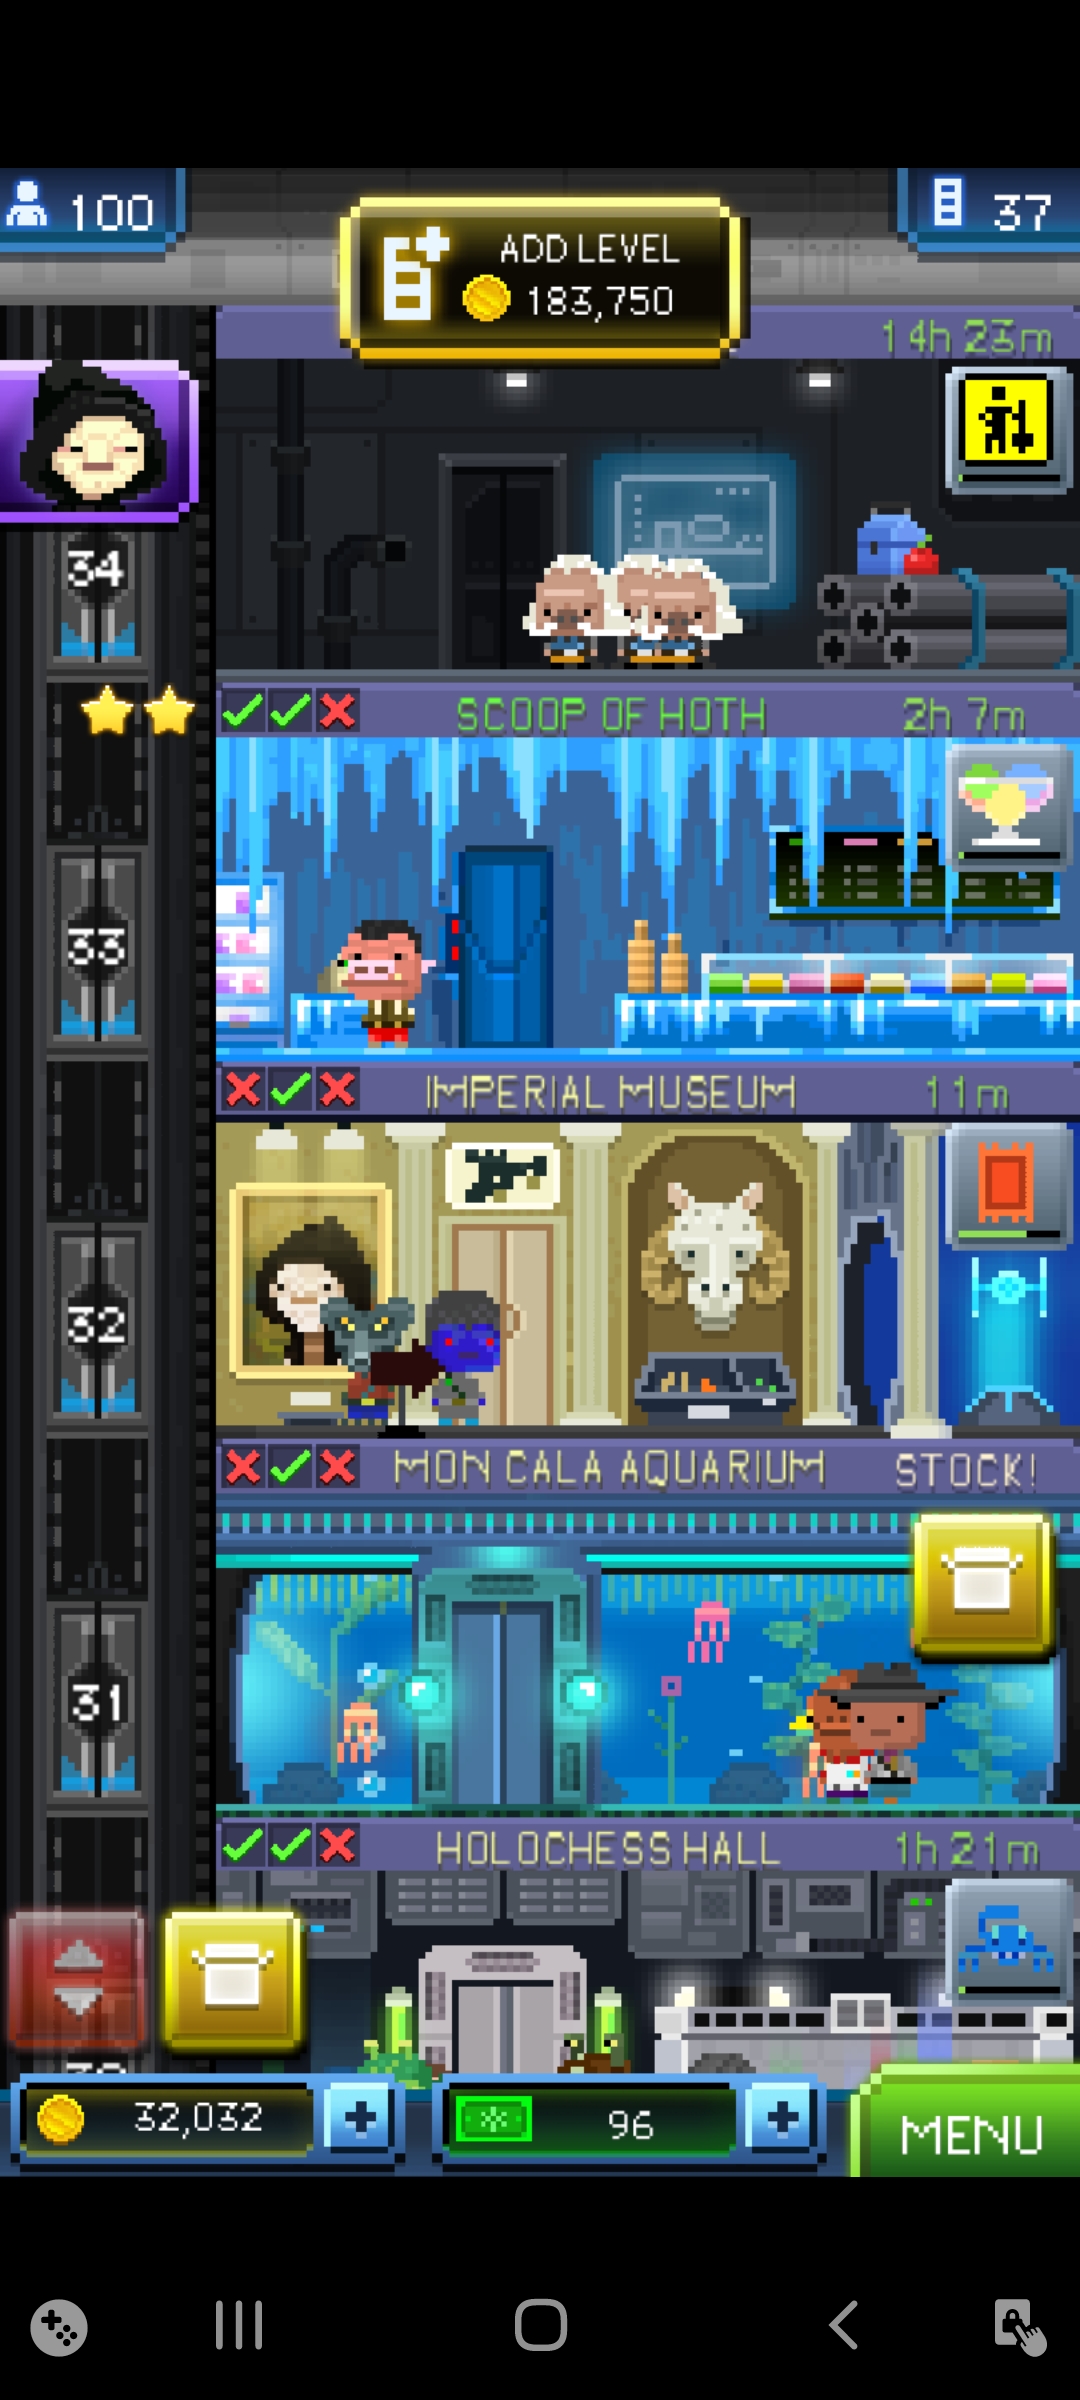 100
ADD LEVEL
183,750
37
14h 23m
34
SCOOP OF HOTH
2h 7m
33
IMPERIAL MUSEUM
11m
32
MON CALA AQUARIUM
STOCK!
31
HOLOCHESS HALL
1h 21m
32,032
96
MENU